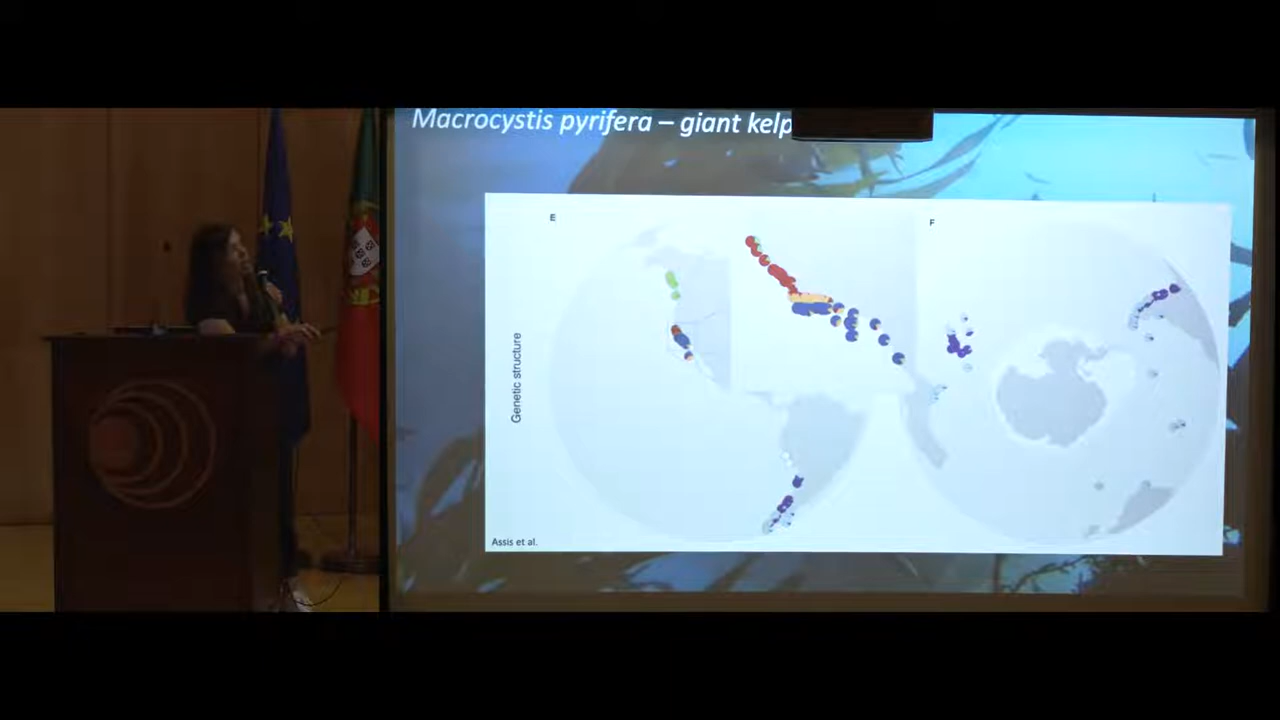 Macrocystis pyrifera – giant kelp
E
F
Genetic structure
Assis et al.